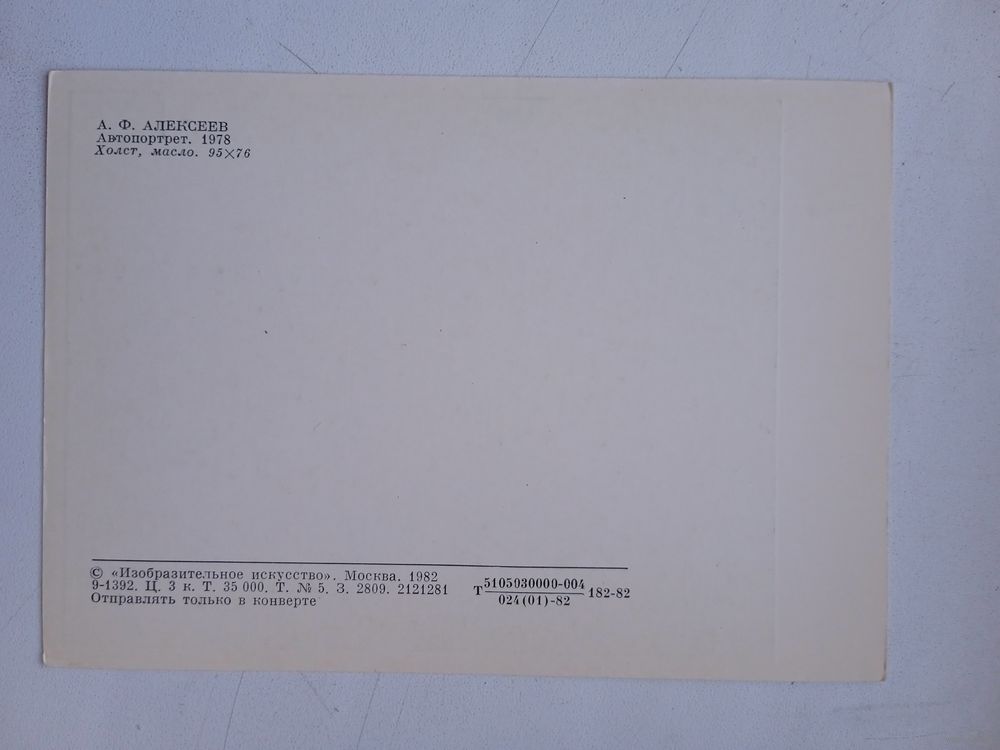 А. Ф. АЛЕКСЕЕВ
Автопортрет. 1978
Холст, масло. 95×76
© «Изобразительное искусство». Москва. 1982
9-1392. Ц. 3 к. Т. 35 000. Т. № 5. З. 2809. 2121281
Отправлять только в конверте
Т 5105030000-004 182-82
024(01)-82